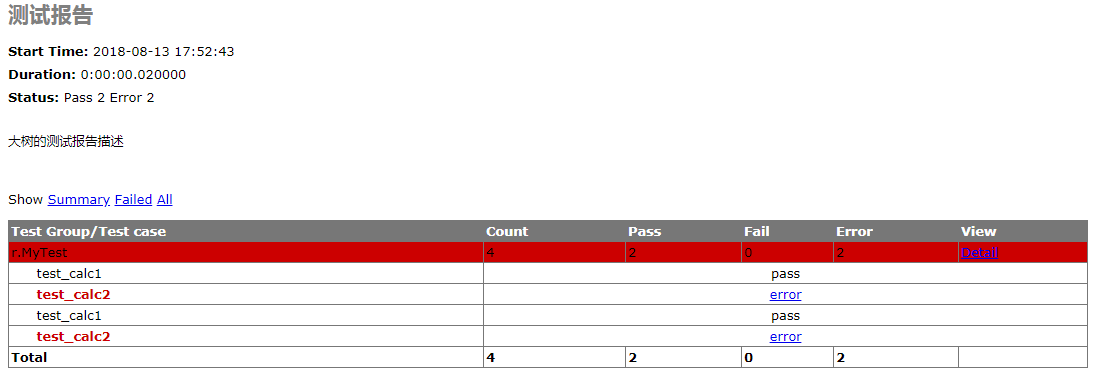 测试报告
Start Time: 2018-08-13 17:52:43
Duration: 0:00:00.020000
Status: Pass 2 Error 2
大树的测试报告描述
Show Summary Failed All
Test Group/Test case Count Pass Fail Error View
r.MyTest 4 2 0 2 Detail
test_calc1 pass
test_calc2 error
test_calc1 pass
test_calc2 error
Total 4 2 0 2